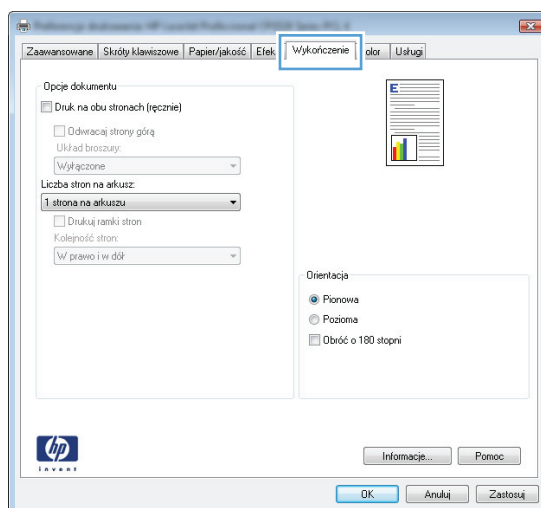 Zaawansowane Skróty klawiszowe Papier/jakość Efek Wykończenie olor Usługi
Opcje dokumentu
Druk na obu stronach (ręcznie)
Odwracaj strony górą
Układ broszury:
Wyłączone
Liczba stron na arkusz:
1 strona na arkuszu
Drukuj ramki stron
Kolejność stron:
W prawo i w dół
E
Orientacja
Pionowa
Pozioma
Obróć o 180 stopni
hp
invent
Informacje... Pomoc
OK Anuluj Zastosuj